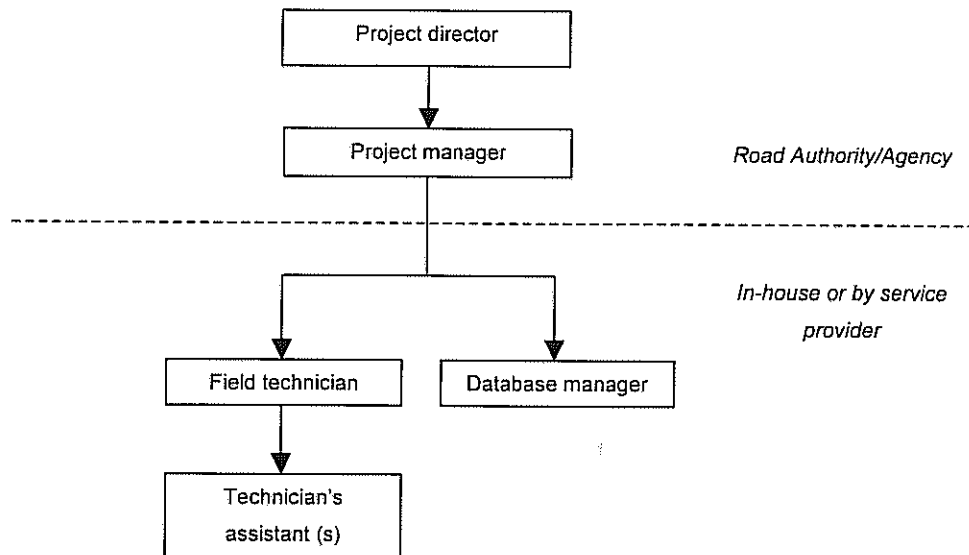 Project director
Project manager
Road Authority/Agency
In-house or by service
provider
Field technician
Database manager
Technician's
assistant (s)